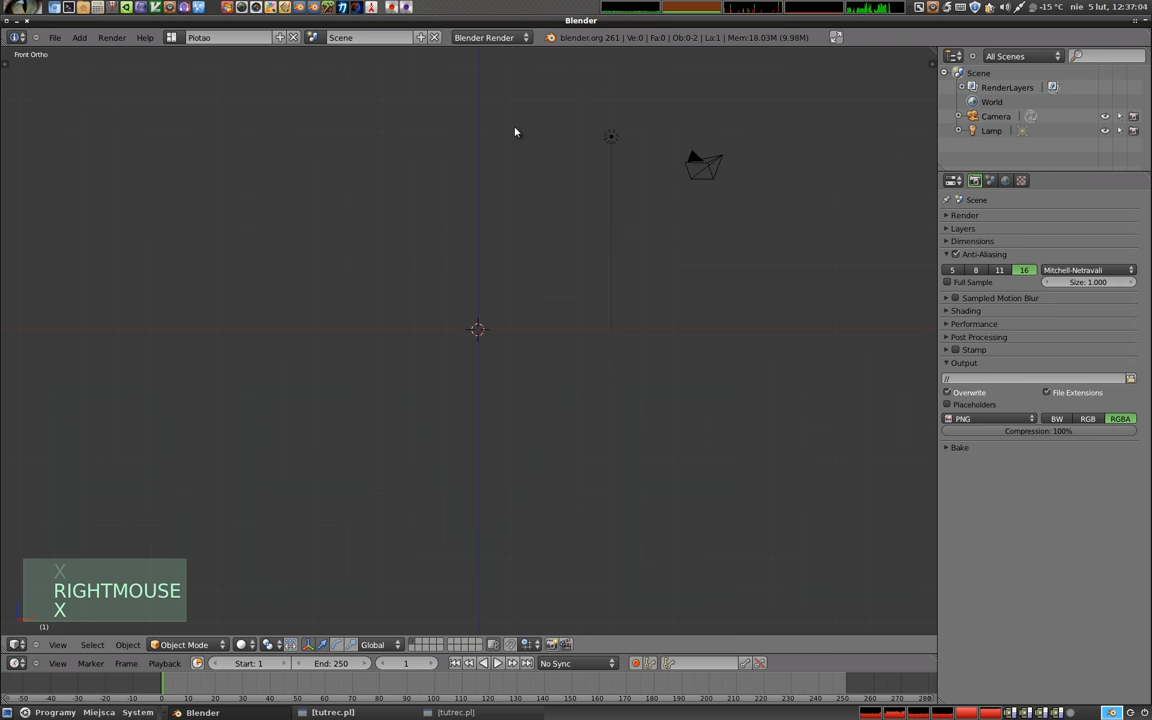 -15 °C nie 5 lut, 12:37:04
Blender
File Add Render Help Piotao Scene Blender Render blender.org 261 | Ve:0 | Fa:0 | Ob:0-2 | La:1 | Mem:18.03M (9.98M)
Front Ortho
All Scenes
Scene
RenderLayers
World
Camera
Lamp
Scene
Render
Layers
Dimensions
Anti-Aliasing
5 8 11 16 Mitchell-Netravali
Full Sample Size: 1.000
Sampled Motion Blur
Shading
Performance
Post Processing
Stamp
Output
//
Overwrite File Extensions
Placeholders
PNG BW RGB RGBA
Compression: 100%
Bake
X
RIGHTMOUSE
X
(1)
View Select Object Object Mode Global
View Marker Frame Playback Start: 1 End: 250 1 No Sync
-50 -40 -30 -20 -10 0 10 20 30 40 50 60 70 80 90 100 110 120 130 140 150 160 170 180 190 200 210 220 230 240 250 260 270 280
Programy Miejsca System Blender [tutrec.pl] [tutrec.pl]